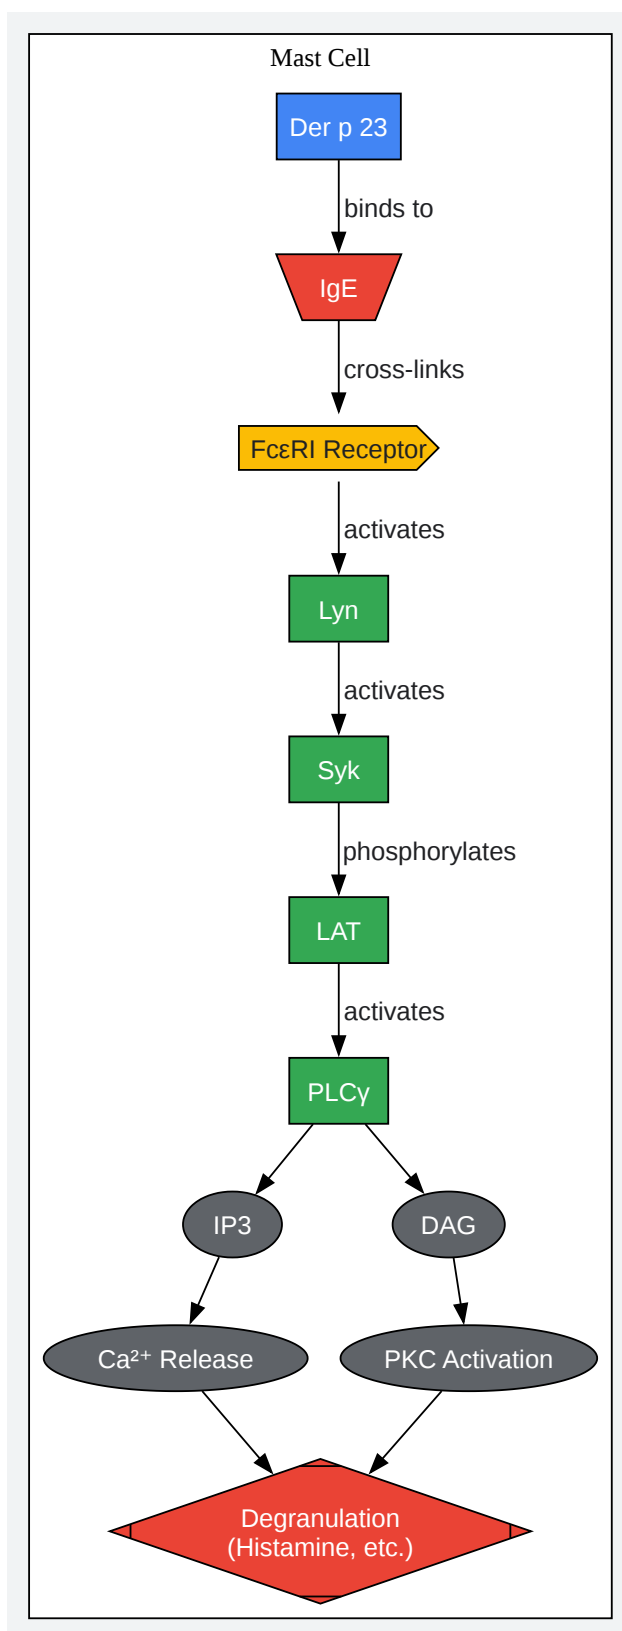 Mast Cell
Der p 23
binds to
IgE
cross-links
FcεRI Receptor
activates
Lyn
activates
Syk
phosphorylates
LAT
activates
PLCγ
IP3
DAG
Ca²⁺ Release
PKC Activation
Degranulation
(Histamine, etc.)